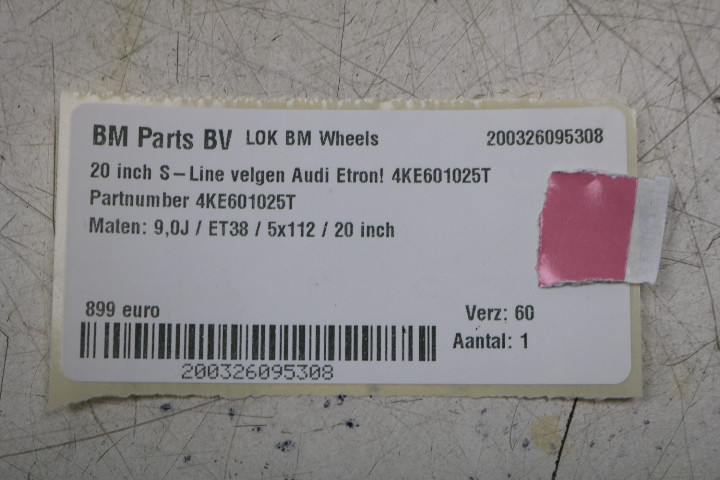 BM Parts BV LOK BM Wheels 200326095308
20 inch S-Line velgen Audi Etron! 4KE601025T
Partnumber 4KE601025T
Maten: 9,0J / ET38 / 5x112 / 20 inch
899 euro Verz: 60
Aantal: 1
200326095308